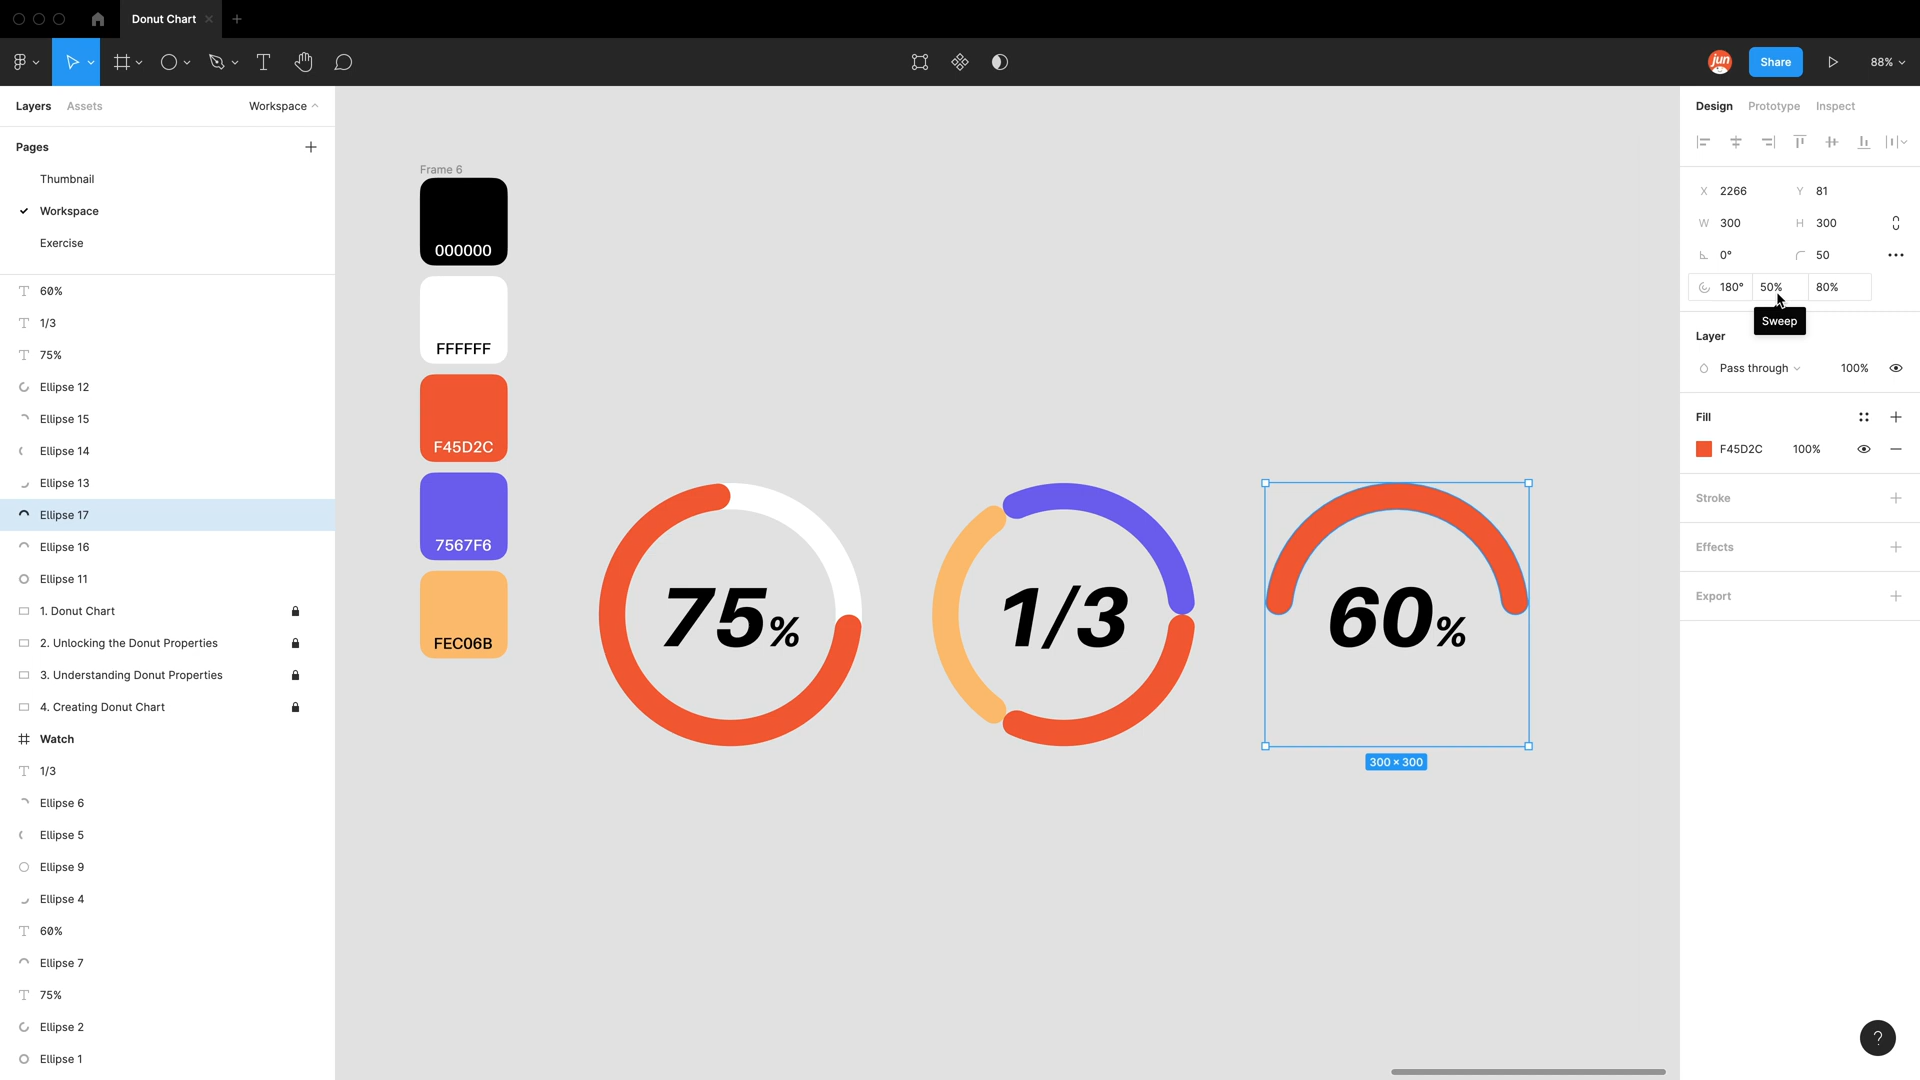 Donut Chart
jun
Share
88%
Layers
Assets
Workspace
Pages
Thumbnail
Workspace
Exercise
60%
1/3
75%
Ellipse 12
Ellipse 15
Ellipse 14
Ellipse 13
Ellipse 17
Ellipse 16
Ellipse 11
1. Donut Chart
2. Unlocking the Donut Properties
3. Understanding Donut Properties
4. Creating Donut Chart
Watch
1/3
Ellipse 6
Ellipse 5
Ellipse 9
Ellipse 4
60%
Ellipse 7
75%
Ellipse 2
Ellipse 1
Frame 6
000000
FFFFFF
F45D2C
7567F6
FEC06B
75%
1/3
60%
300 × 300
Design
Prototype
Inspect
X 2266
Y 81
W 300
H 300
0°
50
180°
50%
80%
Sweep
Layer
Pass through
100%
Fill
F45D2C
100%
Stroke
Effects
Export
?